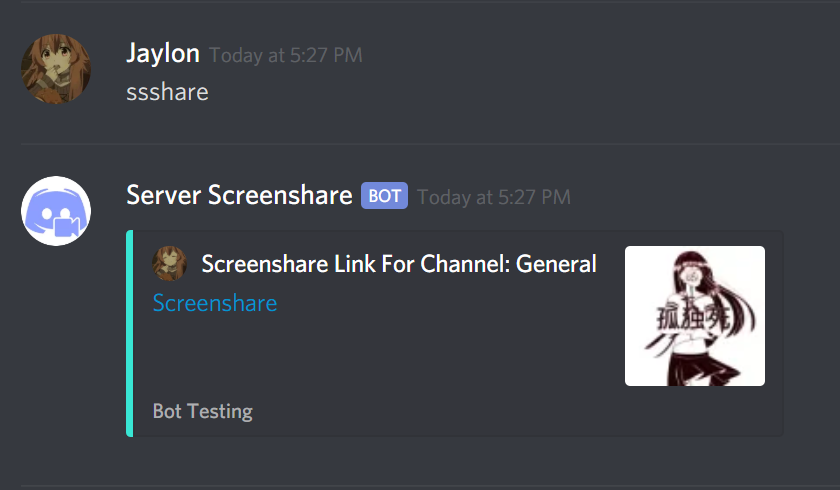 Jaylon Today at 5:27 PM
ssshare
Server Screenshare BOT Today at 5:27 PM
Screenshare Link For Channel: General
Screenshare
孤独死
Bot Testing